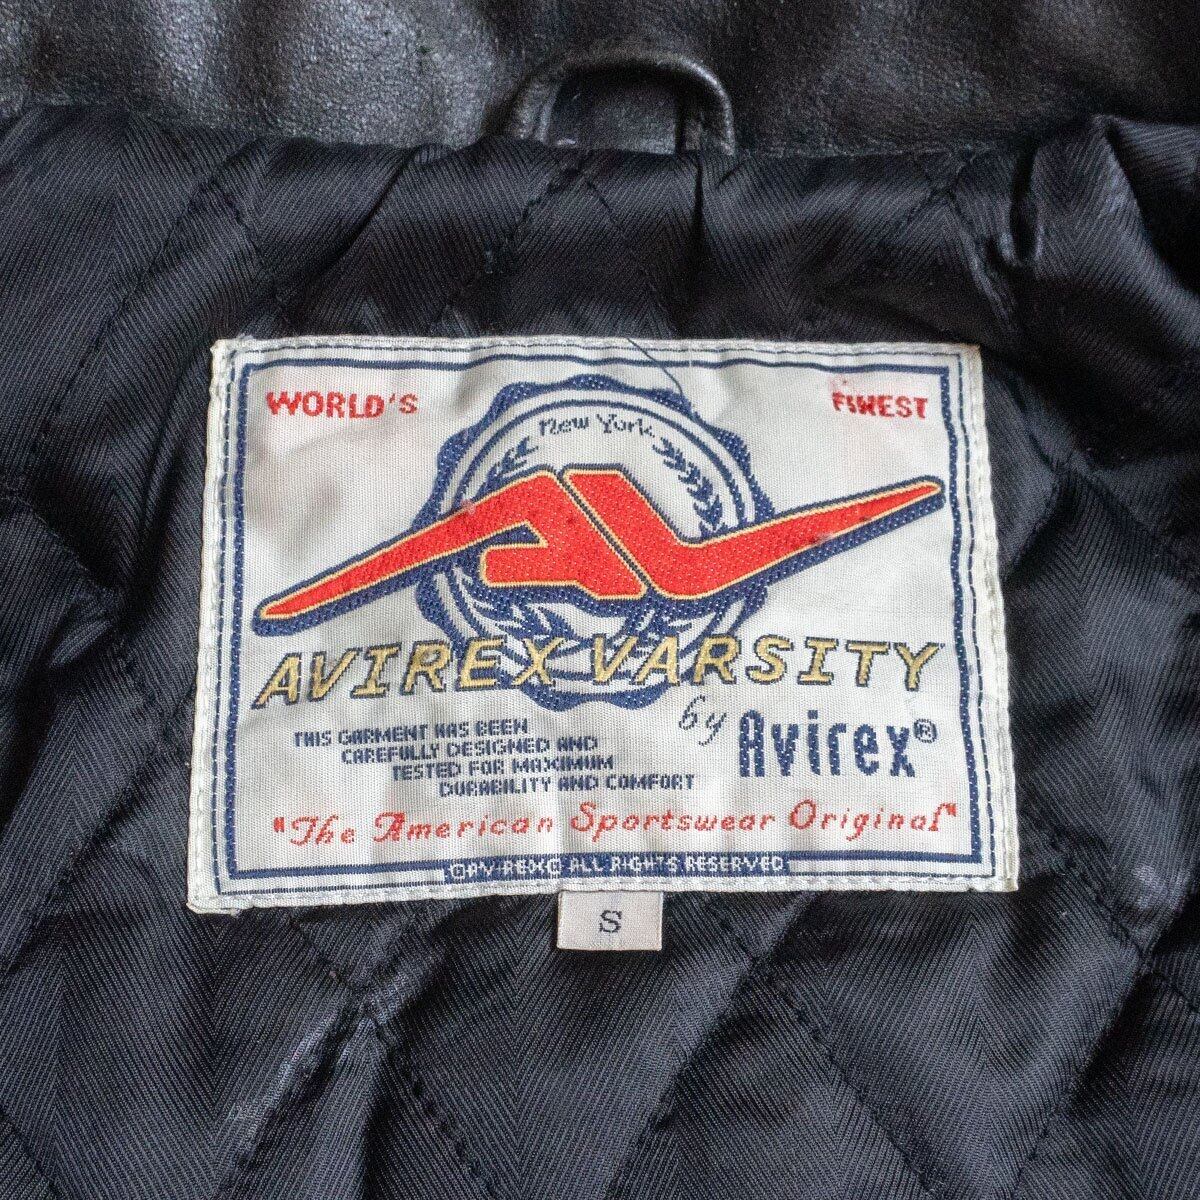 WORLD'S FINEST
New York
AVIREX VARSITY
by Avirex®
THIS GARMENT HAS BEEN
CAREFULLY DESIGNED AND
TESTED FOR MAXIMUM
DURABILITY AND COMFORT
"The American Sportswear Original"
©AVIREX© ALL RIGHTS RESERVED
S